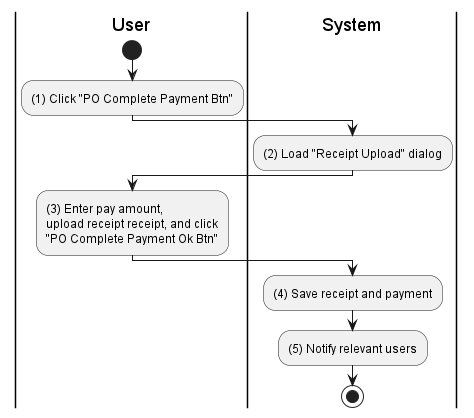 User
System
(1) Click "PO Complete Payment Btn"
(2) Load "Receipt Upload" dialog
(3) Enter pay amount,
upload receipt receipt, and click
"PO Complete Payment Ok Btn"
(4) Save receipt and payment
(5) Notify relevant users